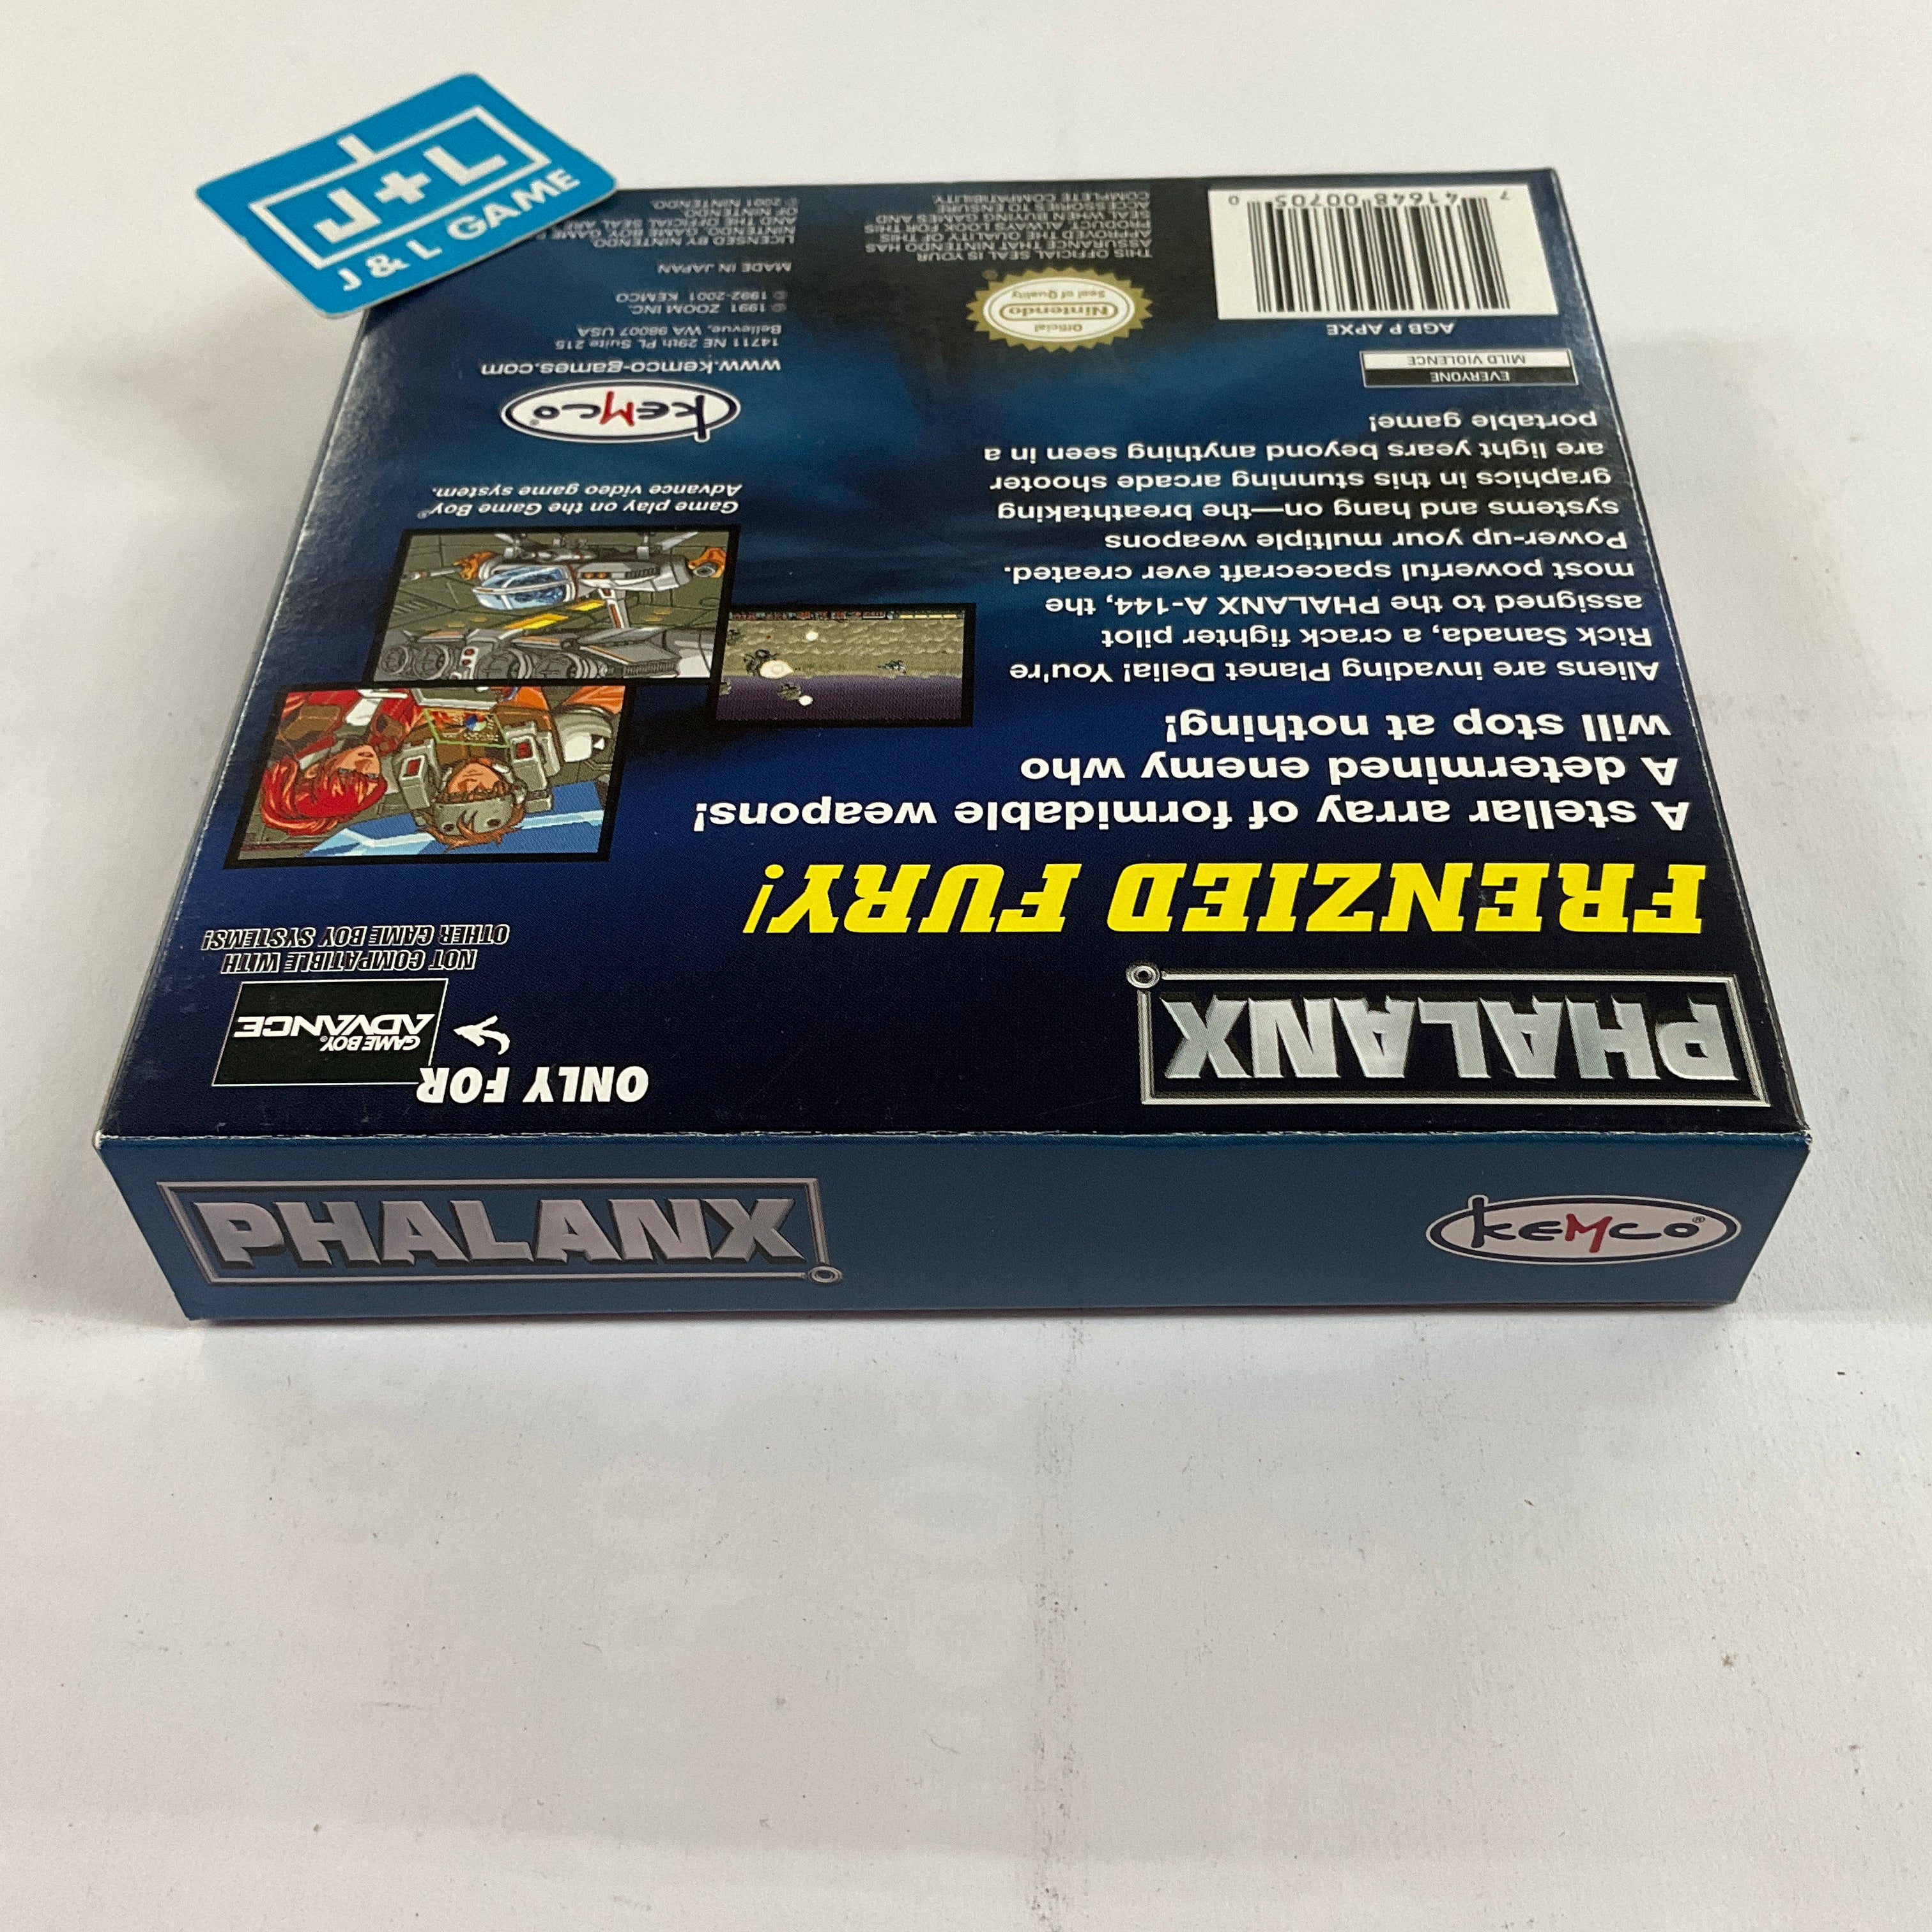 J+L
J & L GAME
PHALANX
ONLY FOR
GAME BOY
ADVANCE
NOT COMPATIBLE WITH
OTHER GAME BOY SYSTEMS!
FRENZIED FURY!
A stellar array of formidable weapons!
A determined enemy who
will stop at nothing!
Aliens are invading Planet Delia! You're
Rick Sanada, a crack fighter pilot
assigned to the PHALANX A-144, the
most powerful spacecraft ever created.
Power-up your multiple weapons
systems and hang on—the breathtaking
graphics in this stunning arcade shooter
are light years beyond anything seen in a
portable game!
Game play on the Game Boy®
Advance video game system.
EVERYONE
MILD VIOLENCE
AGB P APXE
7 41648 00705 0
Official
Nintendo
Seal of Quality
THIS OFFICIAL SEAL IS YOUR
ASSURANCE THAT NINTENDO HAS
APPROVED THE QUALITY OF THIS
PRODUCT. ALWAYS LOOK FOR THIS
SEAL WHEN BUYING GAMES AND
ACCESSORIES TO ENSURE
COMPLETE COMPATIBILITY.
KEMCO®
www.kemco-games.com
14711 NE 29th PL Suite 215
Bellevue, WA 98007 USA
© 1991 ZOOM INC.
© 1992-2001 KEMCO
MADE IN JAPAN
LICENSED BY NINTENDO
NINTENDO, GAME BOY, GAME
AND THE OFFICIAL SEAL ARE
OF NINTENDO.
© 2001 NINTENDO.
PHALANX
KEMCO®